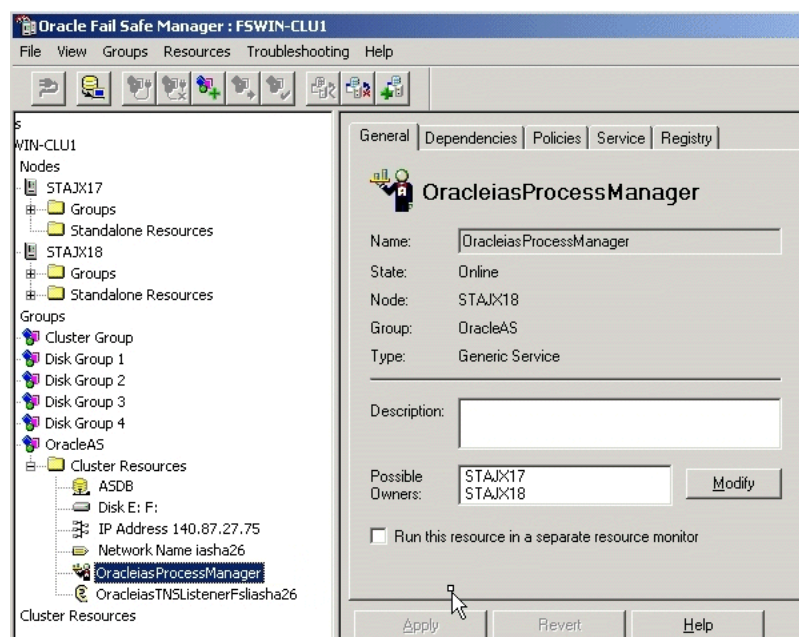 Oracle Fail Safe Manager : FSWIN-CLU1
File View Groups Resources Troubleshooting Help
s
WIN-CLU1
Nodes
STAJX17
Groups
Standalone Resources
STAJX18
Groups
Standalone Resources
Groups
Cluster Group
Disk Group 1
Disk Group 2
Disk Group 3
Disk Group 4
OracleAS
Cluster Resources
ASDB
Disk E: F:
IP Address 140.87.27.75
Network Name iasha26
OracleiasProcessManager
OracleiasTNSListenerFsliasha26
Cluster Resources
General Dependencies Policies Service Registry
OracleiasProcessManager
Name: OracleiasProcessManager
State: Online
Node: STAJX18
Group: OracleAS
Type: Generic Service
Description:
Possible Owners:
STAJX17
STAJX18
Modify
Run this resource in a separate resource monitor
Apply Revert Help